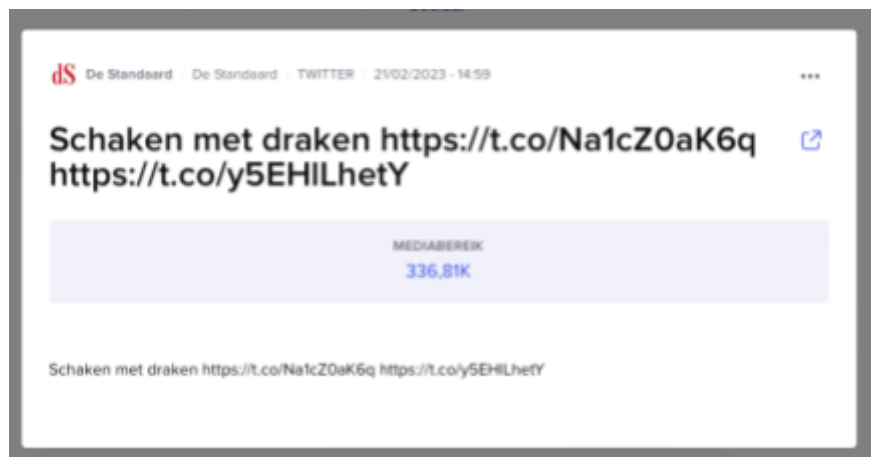 dS De Standaard De Standaard TWITTER 21/02/2023 - 14:59
Schaken met draken https://t.co/Na1cZ0aK6q
https://t.co/y5EHlLhetY
MEDIABEREIK
336,81K
Schaken met draken https://t.co/Na1cZ0aK6q https://t.co/y5EHlLhetY